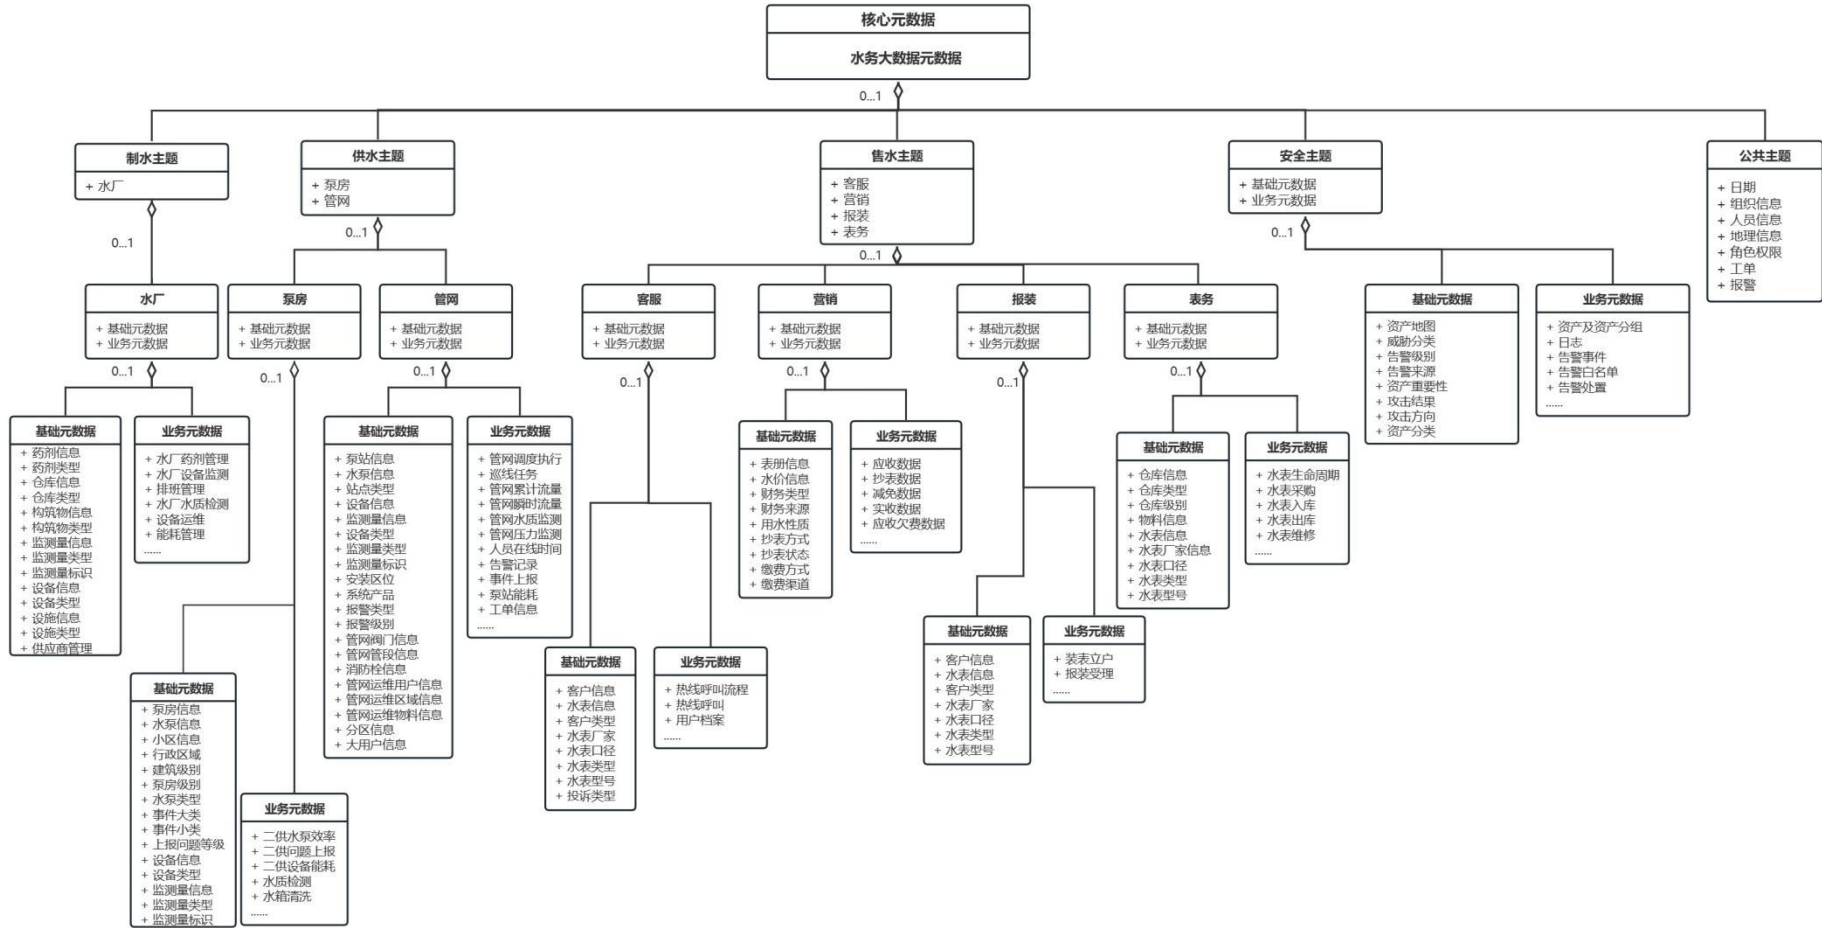 核心元数据
水务大数据元数据
0...1
制水主题
+ 水厂
供水主题
+ 泵房
+ 管网
售水主题
+ 客服
+ 营销
+ 报装
+ 表务
安全主题
+ 基础元数据
+ 业务元数据
公共主题
+ 日期
+ 组织信息
+ 人员信息
+ 地理信息
+ 角色权限
+ 工单
+ 报警
0...1
0...1
0...1
0...1
水厂
+ 基础元数据
+ 业务元数据
泵房
+ 基础元数据
+ 业务元数据
管网
+ 基础元数据
+ 业务元数据
客服
+ 基础元数据
+ 业务元数据
营销
+ 基础元数据
+ 业务元数据
报装
+ 基础元数据
+ 业务元数据
表务
+ 基础元数据
+ 业务元数据
基础元数据
+ 资产地图
+ 威胁分类
+ 告警级别
+ 告警来源
+ 资产重要性
+ 攻击结果
+ 攻击方向
+ 资产分类
业务元数据
+ 资产及资产分组
+ 日志
+ 告警事件
+ 告警白名单
+ 告警处置
......
0...1
0...1
0...1
0...1
0...1
0...1
0...1
基础元数据
+ 药剂信息
+ 药剂类型
+ 仓库信息
+ 仓库类型
+ 构筑物信息
+ 构筑物类型
+ 监测量信息
+ 监测量类型
+ 监测量标识
+ 设备信息
+ 设备类型
+ 设施信息
+ 设施类型
+ 供应商管理
业务元数据
+ 水厂药剂管理
+ 水厂设备监测
+ 排班管理
+ 水厂水质检测
+ 设备运维
+ 能耗管理
......
基础元数据
+ 泵站信息
+ 水泵信息
+ 站点类型
+ 设备信息
+ 监测量信息
+ 设备类型
+ 监测量类型
+ 监测量标识
+ 安装区位
+ 系统产品
+ 报警类型
+ 报警级别
+ 管网阀门信息
+ 管网管段信息
+ 消防栓信息
+ 管网运维用户信息
+ 管网运维区域信息
+ 管网运维物料信息
+ 分区信息
+ 大用户信息
业务元数据
+ 管网调度执行
+ 巡线任务
+ 管网累计流量
+ 管网瞬时流量
+ 管网水质监测
+ 管网压力监测
+ 人员在线时间
+ 告警记录
+ 事件上报
+ 泵站能耗
+ 工单信息
......
基础元数据
+ 表册信息
+ 水价信息
+ 财务类型
+ 财务来源
+ 用水性质
+ 抄表方式
+ 抄表状态
+ 缴费方式
+ 缴费渠道
业务元数据
+ 应收数据
+ 抄表数据
+ 减免数据
+ 实收数据
+ 应收欠费数据
......
基础元数据
+ 仓库信息
+ 仓库类型
+ 仓库级别
+ 物料信息
+ 水表信息
+ 水表厂家信息
+ 水表口径
+ 水表类型
+ 水表型号
业务元数据
+ 水表生命周期
+ 水表采购
+ 水表入库
+ 水表出库
+ 水表维修
......
基础元数据
+ 泵房信息
+ 水泵信息
+ 小区信息
+ 行政区域
+ 建筑级别
+ 泵房级别
+ 水泵类型
+ 事件大类
+ 事件小类
+ 上报问题等级
+ 设备信息
+ 设备类型
+ 监测量信息
+ 监测量类型
+ 监测量标识
业务元数据
+ 二供水泵效率
+ 二供问题上报
+ 二供设备能耗
+ 水质检测
+ 水箱清洗
......
基础元数据
+ 客户信息
+ 水表信息
+ 客户类型
+ 水表厂家
+ 水表口径
+ 水表类型
+ 水表型号
+ 投诉类型
业务元数据
+ 热线呼叫流程
+ 热线呼叫
+ 用户档案
......
基础元数据
+ 客户信息
+ 水表信息
+ 客户类型
+ 水表厂家
+ 水表口径
+ 水表类型
+ 水表型号
业务元数据
+ 装表立户
+ 报装受理
......